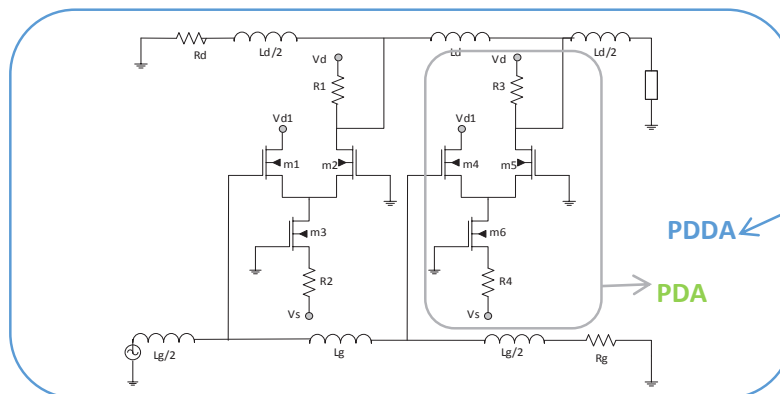 Rd
Ld/2
Ld
Ld/2
Vd
Vd
R1
R3
Vd1
Vd1
m1
m2
m4
m5
m3
m6
PDDA
R2
R4
PDA
Vs
Vs
Lg/2
Lg
Lg/2
Rg